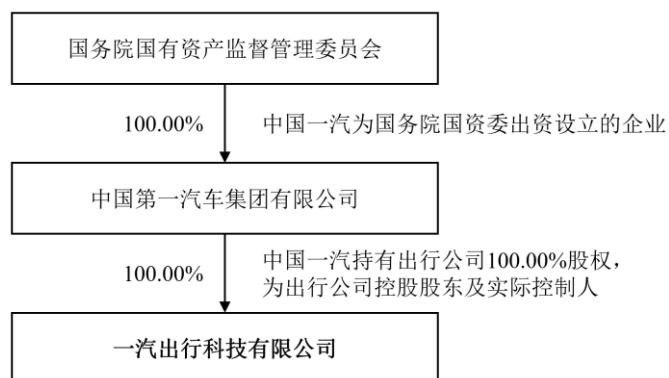 国务院国有资产监督管理委员会
100.00%
中国一汽为国务院国资委出资设立的企业
中国第一汽车集团有限公司
100.00%
中国一汽持有出行公司100.00%股权，
为出行公司控股股东及实际控制人
一汽出行科技有限公司